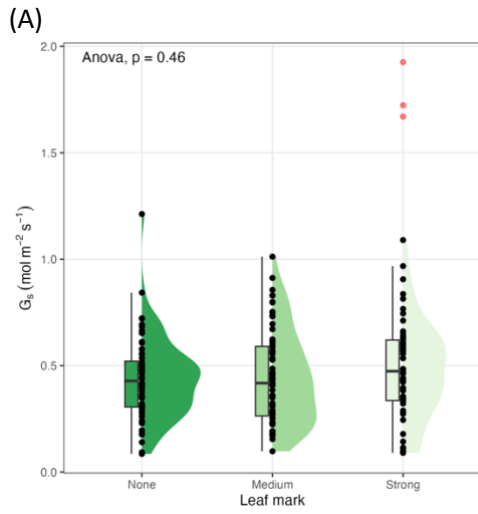 (A)
Anova, p = 0.46
2.0
1.5
1.0
0.5
0.0
Gs (mol m−2 s−1)
None Medium Strong
Leaf mark